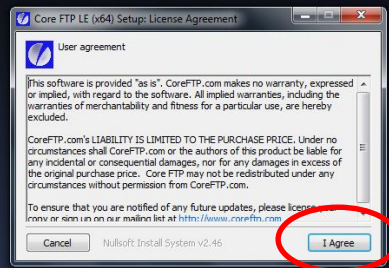 Core FTP LE (x64) Setup: License Agreement
User agreement
This software is provided "as is". CoreFTP.com makes no warranty, expressed
or implied, with regard to the software. All implied warranties, including the
warranties of merchantability and fitness for a particular use, are hereby
excluded.
CoreFTP.com's LIABILITY IS LIMITED TO THE PURCHASE PRICE. Under no
circumstances shall CoreFTP.com or the authors of this product be liable for
any incidental or consequential damages, nor for any damages in excess of
the original purchase price. Core FTP may not be redistributed under any
circumstances without permission from CoreFTP.com.
To ensure that you are notified of any future updates, please license
copy or sign up on our mailing list at http://www.coreftp.com
Cancel
Nullsoft Install System v2.46
I Agree